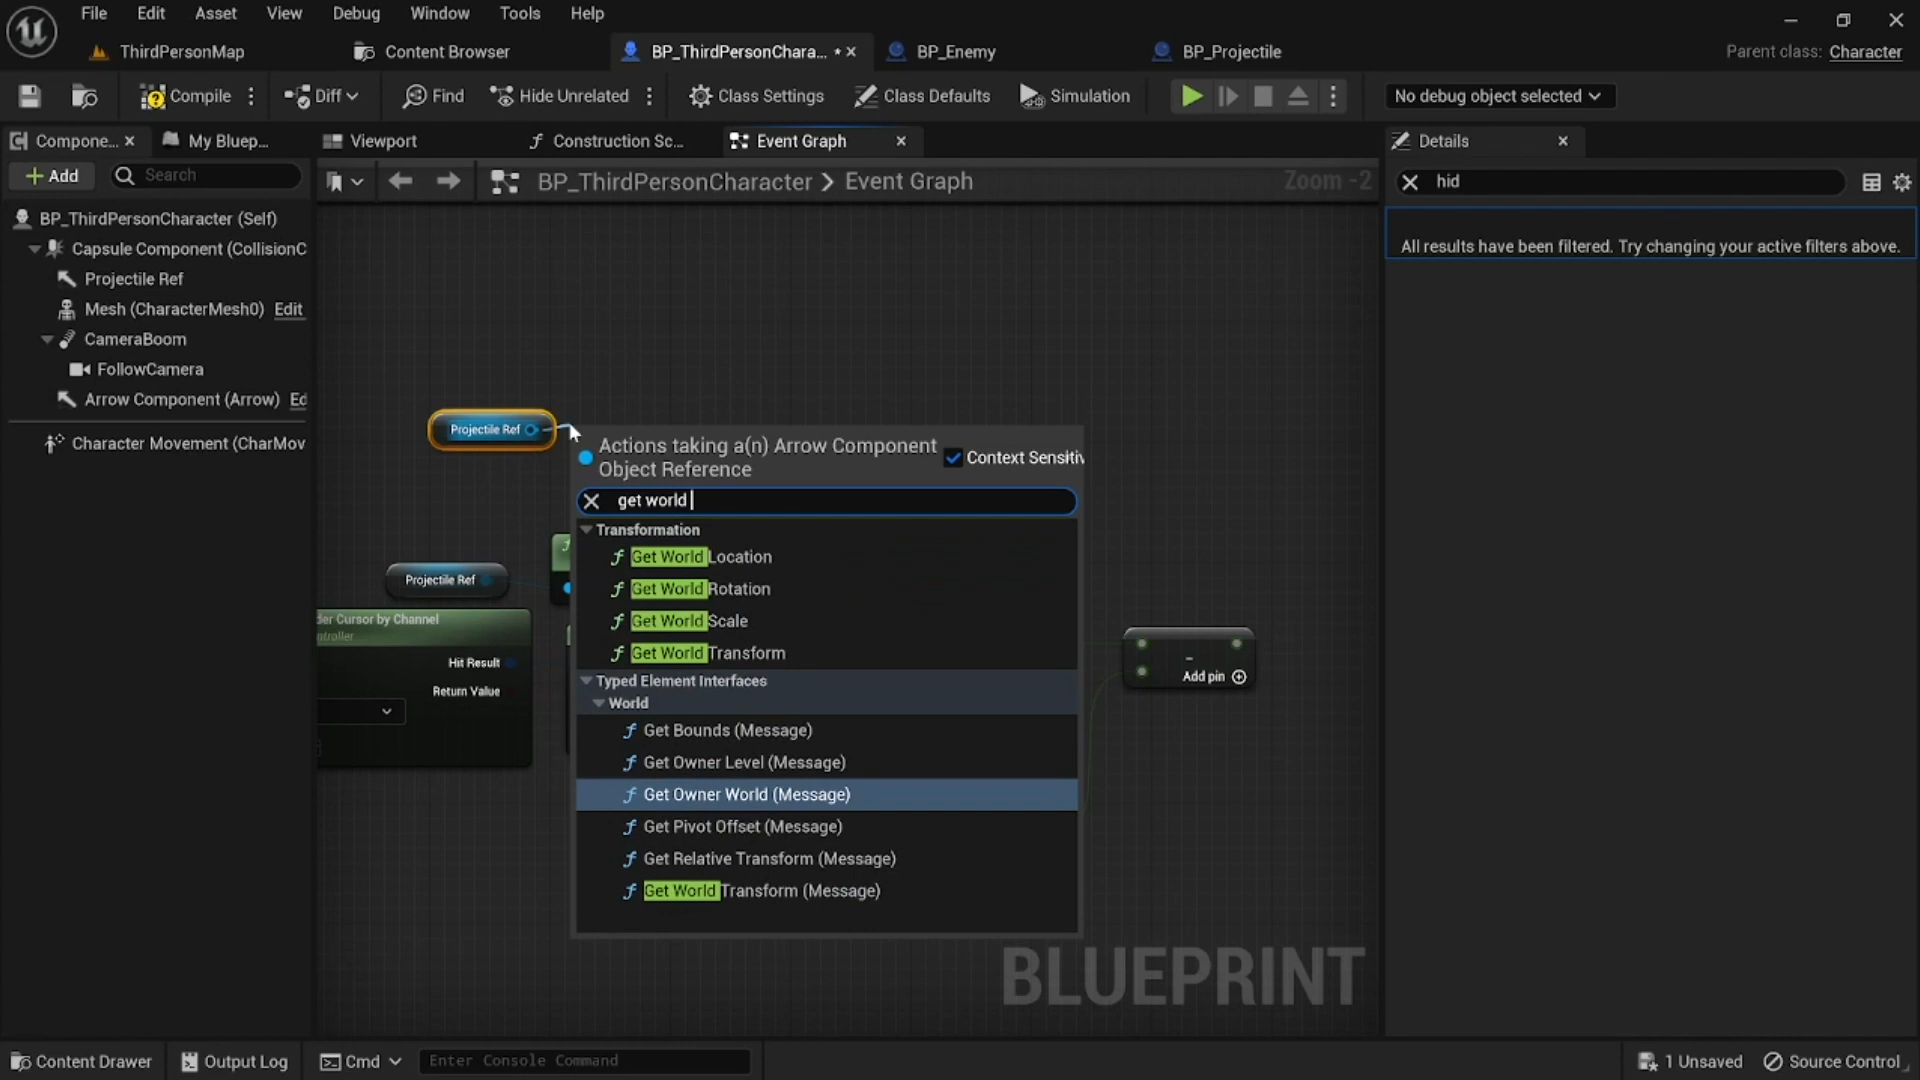 File Edit Asset View Debug Window Tools Help
ThirdPersonMap Content Browser BP_ThirdPersonChara... BP_Enemy BP_Projectile Parent class: Character
Compile Diff Find Hide Unrelated Class Settings Class Defaults Simulation No debug object selected
Compone... My Bluep... Viewport Construction Sc... Event Graph Details
Add Search BP_ThirdPersonCharacter > Event Graph Zoom -2 hid
BP_ThirdPersonCharacter (Self)
Capsule Component (CollisionC
Projectile Ref
Mesh (CharacterMesh0) Edit
CameraBoom
FollowCamera
Arrow Component (Arrow) Ed
Character Movement (CharMov
All results have been filtered. Try changing your active filters above.
Projectile Ref
Actions taking a(n) Arrow Component
Object Reference
Context Sensitiv
get world
Transformation
Get World Location
Get World Rotation
Get World Scale
Get World Transform
Typed Element Interfaces
World
Get Bounds (Message)
Get Owner Level (Message)
Get Owner World (Message)
Get Pivot Offset (Message)
Get Relative Transform (Message)
Get World Transform (Message)
Projectile Ref
der Cursor by Channel
ntroller
Hit Result
Return Value
Add pin
BLUEPRINT
Content Drawer Output Log Cmd Enter Console Command 1 Unsaved Source Control